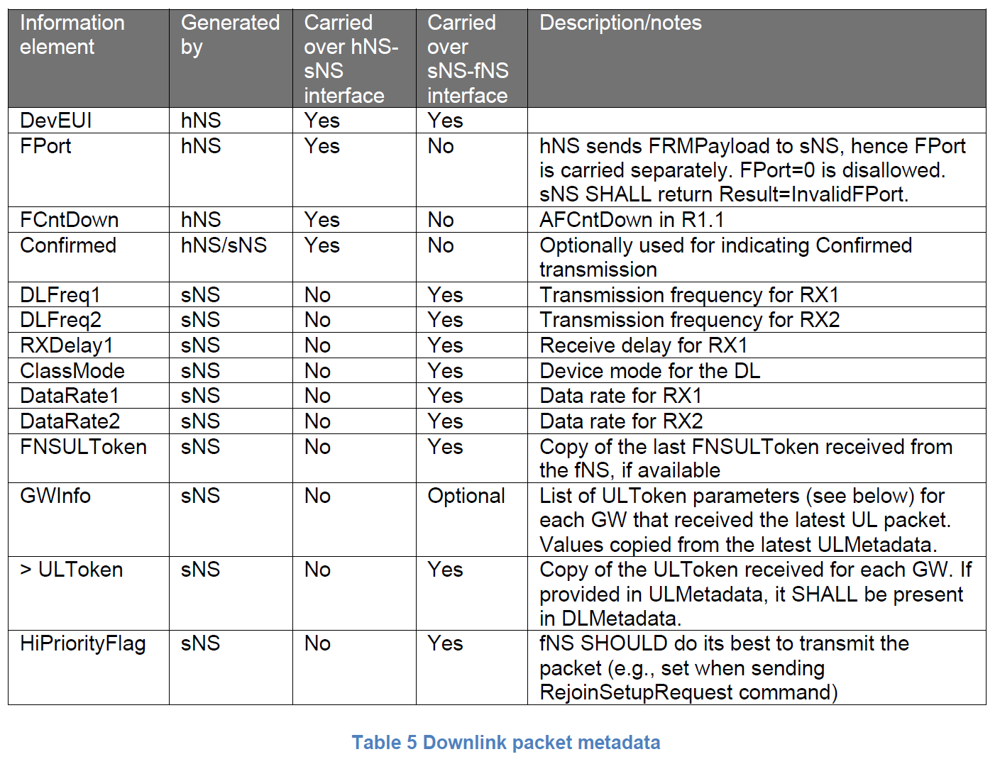 Information element | Generated by | Carried over hNS-sNS interface | Carried over sNS-fNS interface | Description/notes
DevEUI | hNS | Yes | Yes |
FPort | hNS | Yes | No | hNS sends FRMPayload to sNS, hence FPort
is carried separately. FPort=0 is disallowed.
sNS SHALL return Result=InvalidFPort.
FCntDown | hNS | Yes | No | AFCntDown in R1.1
Confirmed | hNS/sNS | Yes | No | Optionally used for indicating Confirmed
transmission
DLFreq1 | sNS | No | Yes | Transmission frequency for RX1
DLFreq2 | sNS | No | Yes | Transmission frequency for RX2
RXDelay1 | sNS | No | Yes | Receive delay for RX1
ClassMode | sNS | No | Yes | Device mode for the DL
DataRate1 | sNS | No | Yes | Data rate for RX1
DataRate2 | sNS | No | Yes | Data rate for RX2
FNSULToken | sNS | No | Yes | Copy of the last FNSULToken received from
the fNS, if available
GWInfo | sNS | No | Optional | List of ULToken parameters (see below) for
each GW that received the latest UL packet.
Values copied from the latest ULMetadata.
> ULToken | sNS | No | Yes | Copy of the ULToken received for each GW. If
provided in ULMetadata, it SHALL be present
in DLMetadata.
HiPriorityFlag | sNS | No | Yes | fNS SHOULD do its best to transmit the
packet (e.g., set when sending
RejoinSetupRequest command)
Table 5 Downlink packet metadata